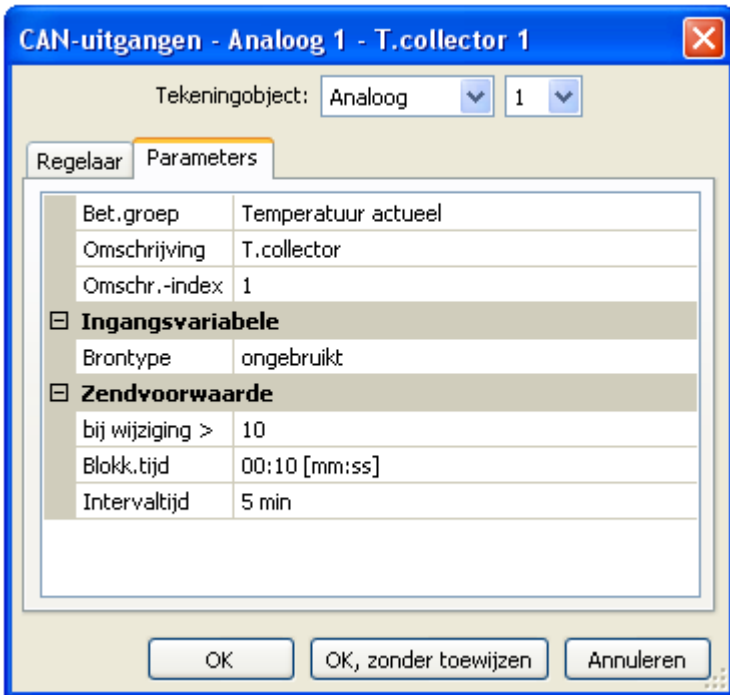 CAN-uitgangen - Analoog 1 - T.collector 1
Tekeningobject: Analoog 1
Regelaar Parameters
Bet.groep Temperatuur actueel
Omschrijving T.collector
Omschr.-index 1
Ingangsvariabele
Brontype ongebruikt
Zendvoorwaarde
bij wijziging > 10
Blokk.tijd 00:10 [mm:ss]
Intervaltijd 5 min
OK OK, zonder toewijzen Annuleren